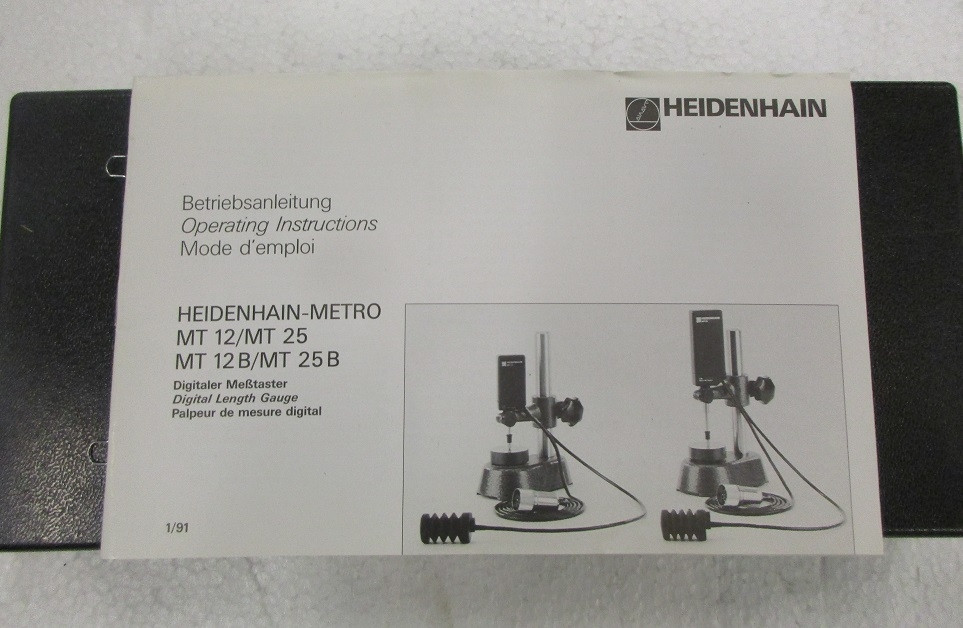 HEIDENHAIN
Betriebsanleitung
Operating Instructions
Mode d'emploi
HEIDENHAIN-METRO
MT 12/MT 25
MT 12B/MT 25B
Digitaler Meßtaster
Digital Length Gauge
Palpeur de mesure digital
1/91